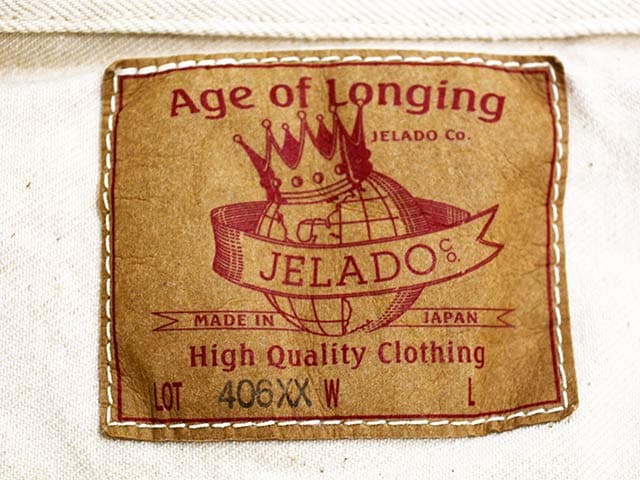 Age of Longing
JELADO Co.
JELADO Co.
MADE IN JAPAN
High Quality Clothing
LOT 406XX W L